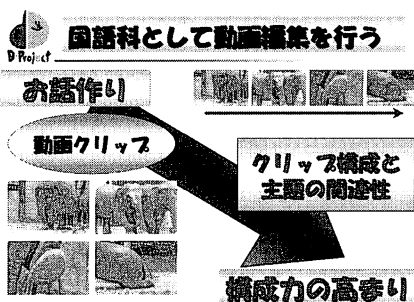 国語科として動画編集を行う
D-Project
お話作り
動画クリップ
クリップ構成と
主題の関連性
構成力の高まり